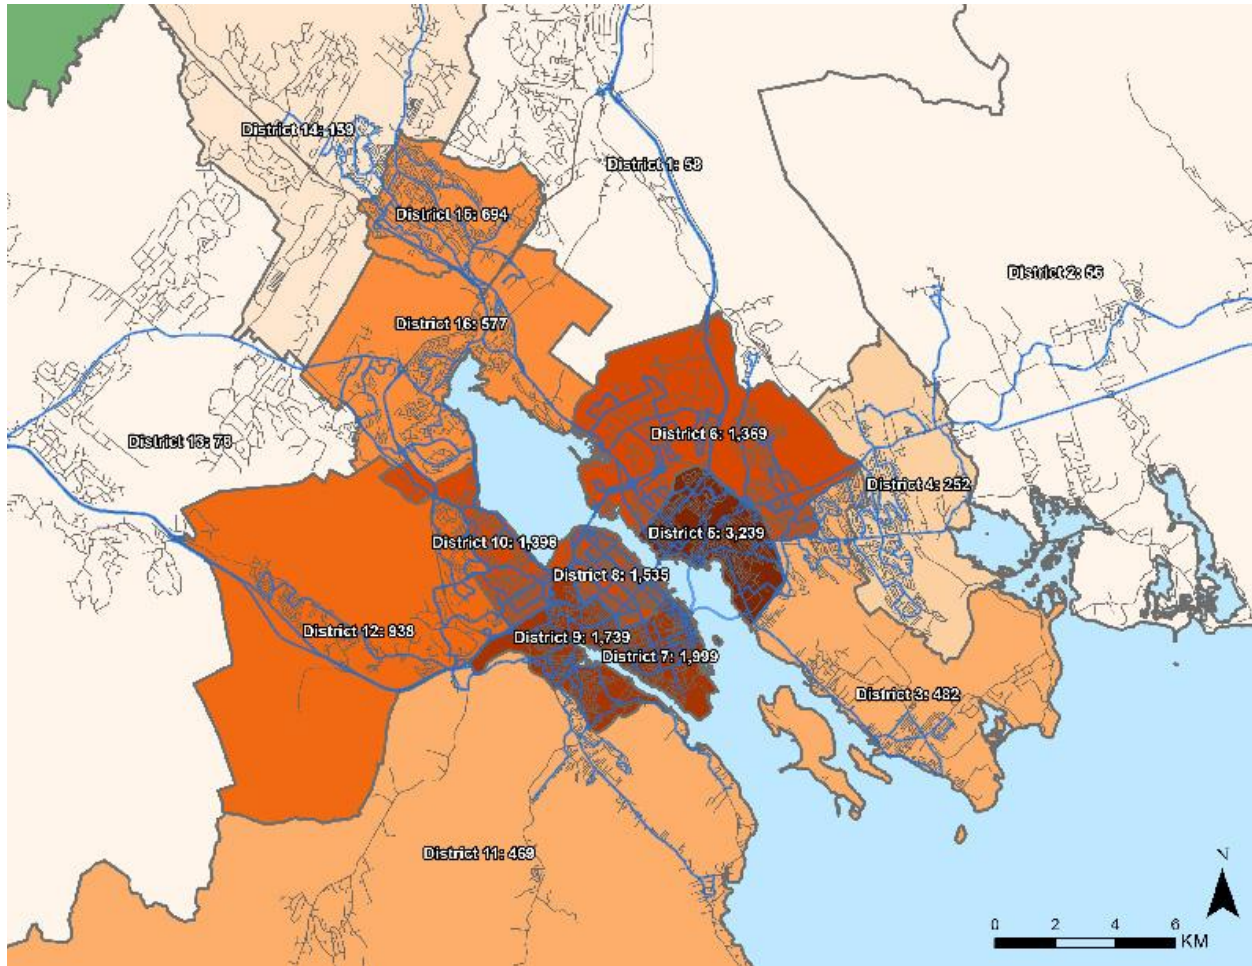 District 14: 159
District 1: 58
District 15: 694
District 2: 56
District 16: 577
District 13: 78
District 6: 1,369
District 4: 252
District 5: 3,239
District 10: 1,398
District 8: 1,535
District 12: 938
District 9: 1,739
District 7: 1,999
District 3: 482
District 11: 469
N
0 2 4 6
KM